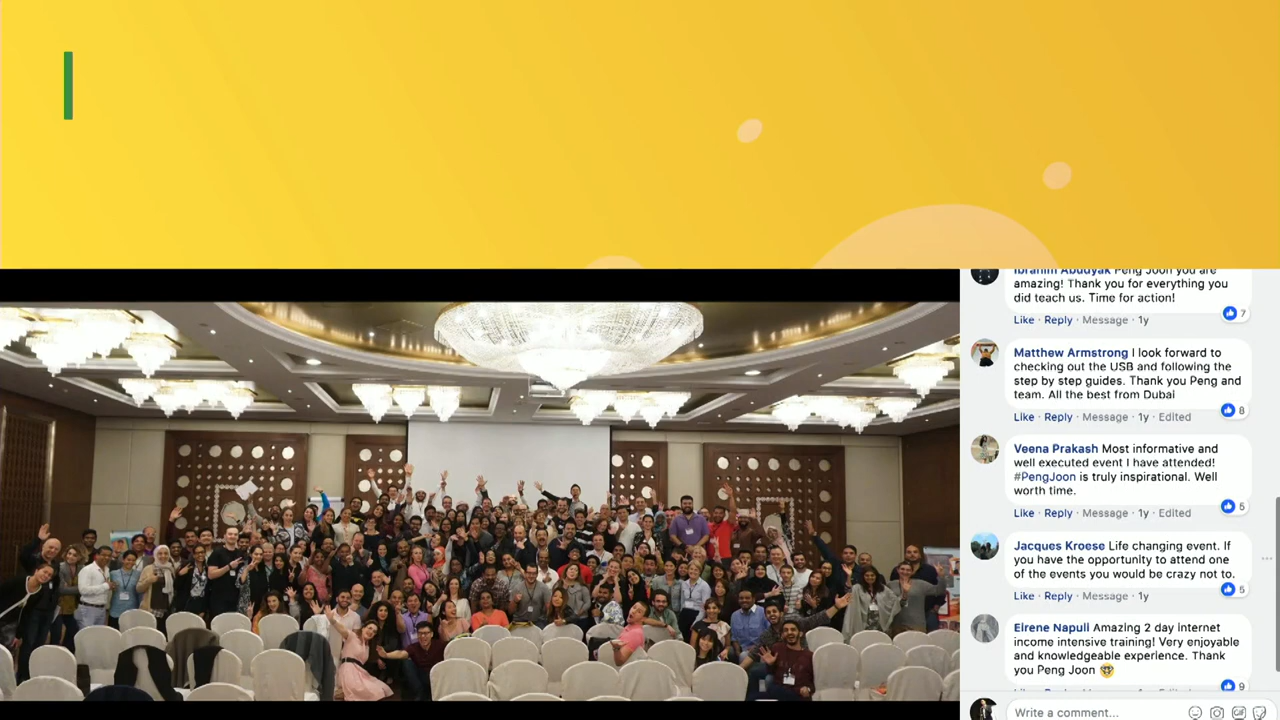 Ibrahim Abudyak Peng Joon you are
amazing! Thank you for everything you
did teach us. Time for action!
Like · Reply · Message · 1y
7
Matthew Armstrong I look forward to
checking out the USB and following the
step by step guides. Thank you Peng and
team. All the best from Dubai
Like · Reply · Message · 1y · Edited
8
Veena Prakash Most informative and
well executed event I have attended!
#PengJoon is truly inspirational. Well
worth time.
Like · Reply · Message · 1y · Edited
5
Jacques Kroese Life changing event. If
you have the opportunity to attend one
of the events you would be crazy not to.
Like · Reply · Message · 1y
5
Eirene Napuli Amazing 2 day internet
income intensive training! Very enjoyable
and knowledgeable experience. Thank
you Peng Joon 🤓
9
Write a comment...